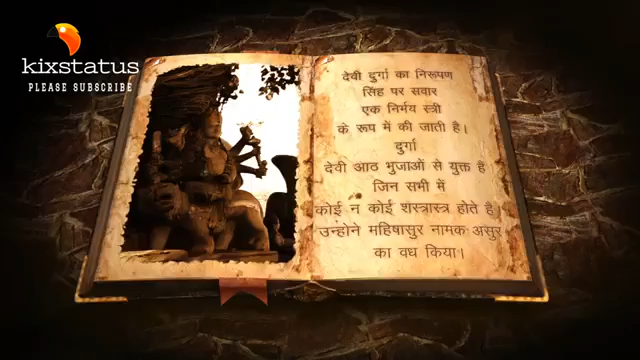 kixstatus
PLEASE SUBSCRIBE
देवी दुर्गा का निरूपण
सिंह पर सवार
एक निर्भय स्त्री
के रूप में की जाती है।
दुर्गा
देवी आठ भुजाओं से युक्त हैं
जिन सभी में
कोई न कोई शस्त्रास्त्र होते है
उन्होने महिषासुर नामक असुर
का वध किया।